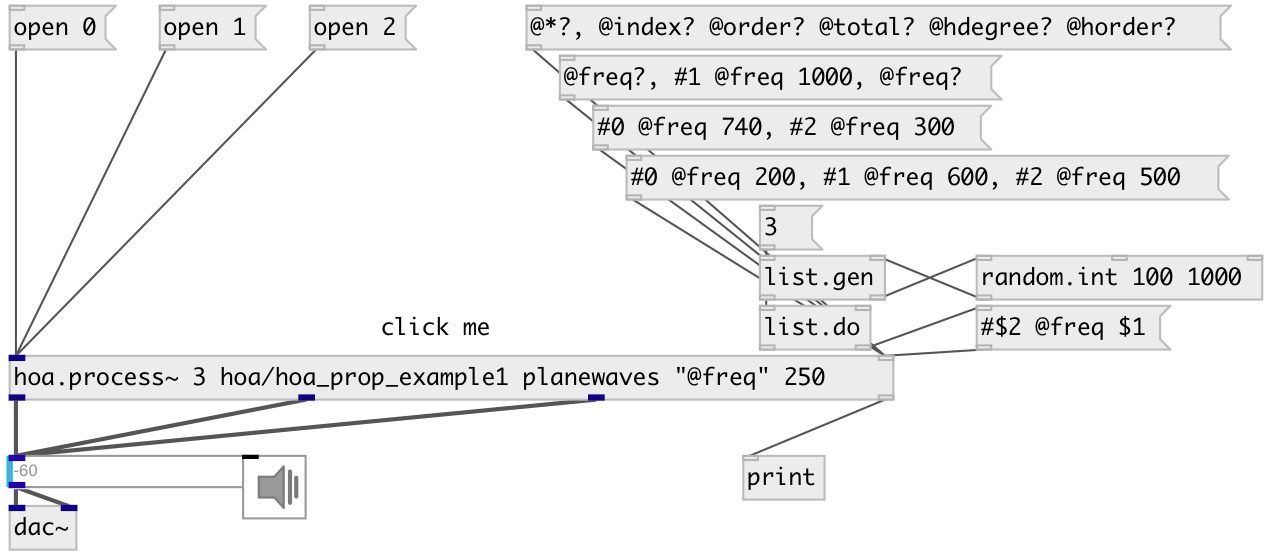 open 0
open 1
open 2
@*?, @index? @order? @total? @hdegree? @horder?
@freq?, #1 @freq 1000, @freq?
#0 @freq 740, #2 @freq 300
#0 @freq 200, #1 @freq 600, #2 @freq 500
3
list.gen
random.int 100 1000
click me
list.do
#$2 @freq $1
hoa.process~ 3 hoa/hoa_prop_example1 planewaves "@freq" 250
-60
print
dac~